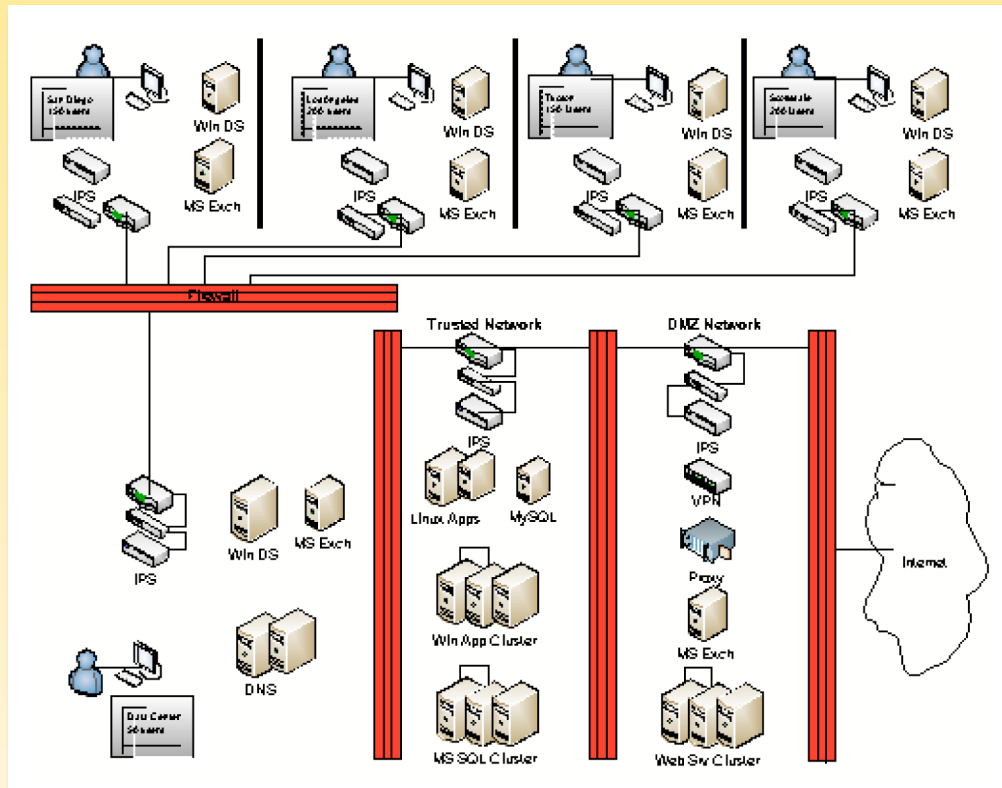 San Diego
150 users
Win DS
MS Exch
IPS
Los Angeles
200 users
Win DS
MS Exch
IPS
150 Users
Win DS
MS Exch
IPS
200 Users
Win DS
MS Exch
IPS
Firewall
Trusted Network
IPS
Linux Apps
MySQL
Win App Cluster
MS SQL Cluster
DMZ Network
IPS
VPN
Proxy
MS Exch
Web Srv Cluster
Internet
IPS
Win DS
MS Exch
DNS
Data Center
50 users